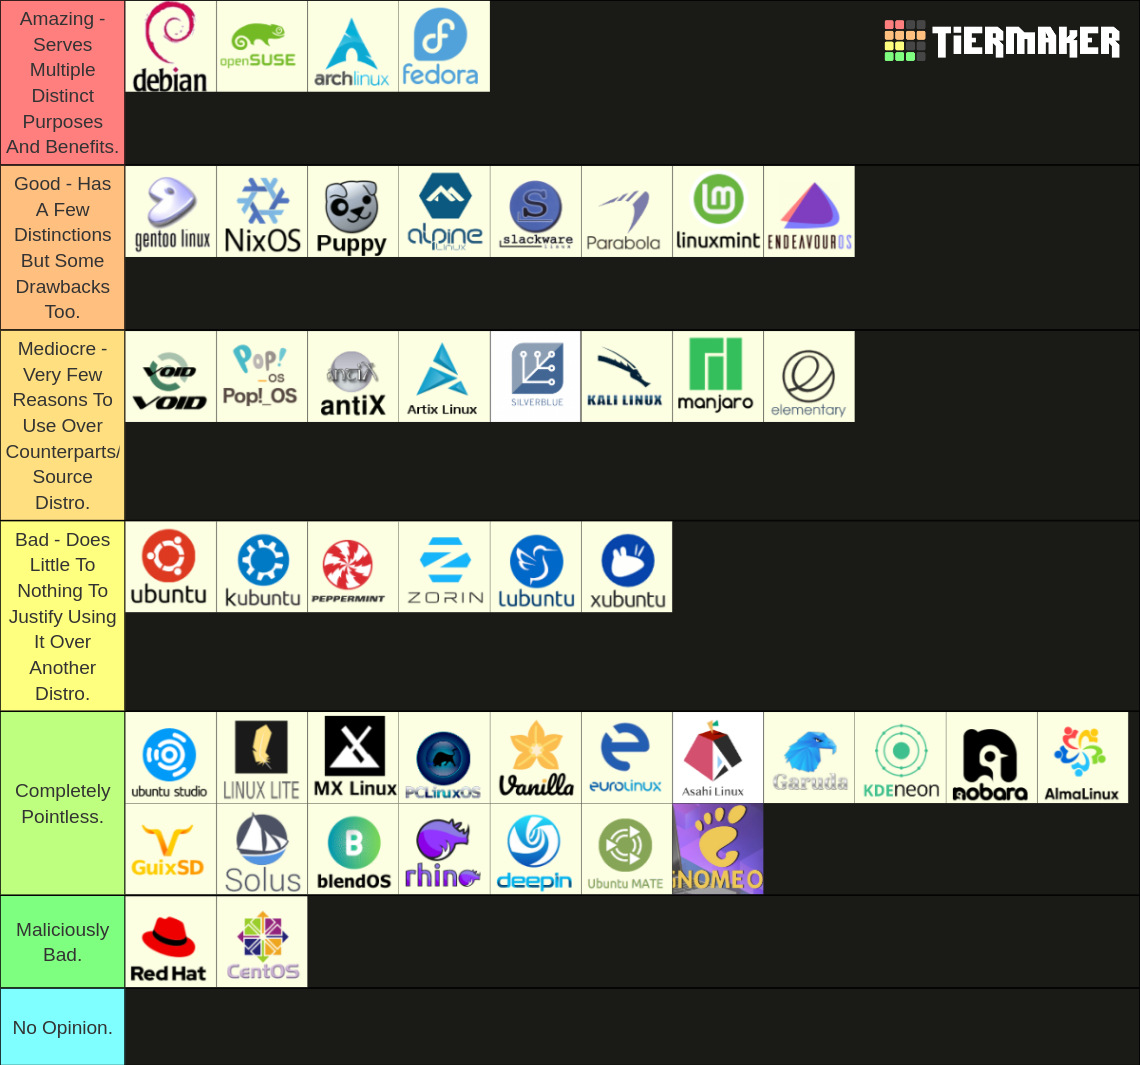 Amazing -
Serves
Multiple
Distinct
Purposes
And Benefits.
debian
openSUSE
archlinux
fedora
TiERMAKER
Good - Has
A Few
Distinctions
But Some
Drawbacks
Too.
gentoo linux
NixOS
Puppy
alpine
Linux
S
slackware
LINUX
Parabola
linuxmint
ENDEAVOUROS
Mediocre -
Very Few
Reasons To
Use Over
Counterparts/
Source
Distro.
VOID
VOID
Pop!
_OS
Pop!_OS
antiX
antiX
Artix Linux
SILVERBLUE
KALI LINUX
manjaro
elementary
Bad - Does
Little To
Nothing To
Justify Using
It Over
Another
Distro.
ubuntu
kubuntu
PEPPERMINT
ZORIN
lubuntu
xubuntu
Completely
Pointless.
ubuntu studio
LINUX LITE
MX Linux
PCLinuxOS
Vanilla
eurolinux
Asahi Linux
Garuda
KDE neon
nobara
AlmaLinux
GuixSD
Solus
B
blendOS
rhino
deepin
Ubuntu MATE
GNOME O
Maliciously
Bad.
Red Hat
CentOS
No Opinion.